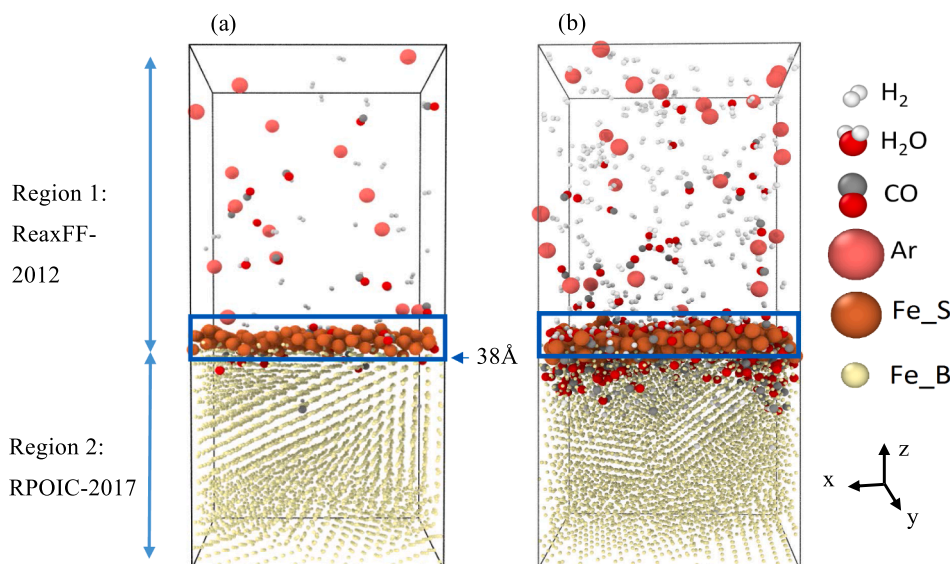 (a)
(b)
Region 1:
ReaxFF-
2012
38Å
Region 2:
RPOIC-2017
H₂
H₂O
CO
Ar
Fe_S
Fe_B
z
x
y